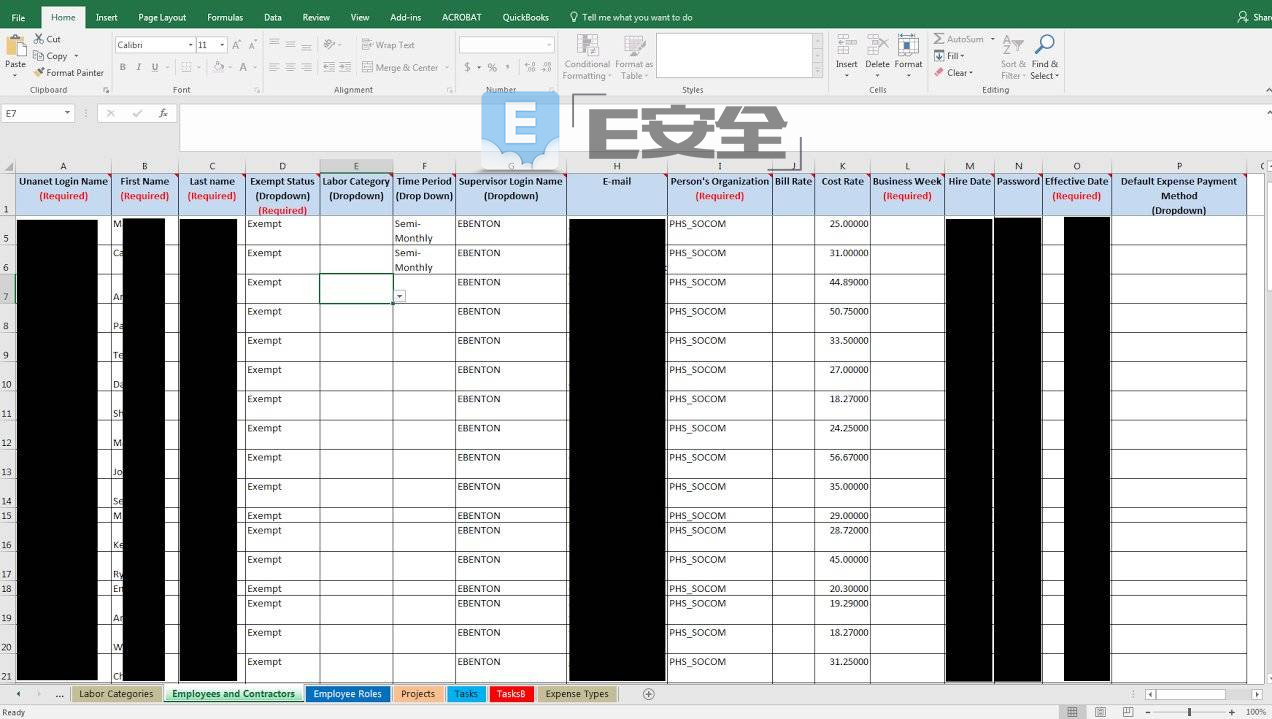 File Home Insert Page Layout Formulas Data Review View Add-ins ACROBAT QuickBooks Tell me what you want to do
Cut
Copy
Format Painter
Paste
Clipboard
Calibri 11
B I U
Font
Wrap Text
Merge & Center
Alignment
$ % ,
Number
Conditional Formatting
Format as Table
Styles
Insert Delete Format
Cells
AutoSum
Fill
Clear
Sort & Filter
Find & Select
Editing
E7 fx
E E安全
A B C D E F G H I J K L M N O P
1 Unanet Login Name (Required) First Name (Required) Last name (Required) Exempt Status (Dropdown) (Required) Labor Category (Dropdown) Time Period (Drop Down) Supervisor Login Name (Dropdown) E-mail Person's Organization (Required) Bill Rate Cost Rate Business Week (Required) Hire Date Password Effective Date (Required) Default Expense Payment Method (Dropdown)
5 Exempt Semi-Monthly EBENTON PHS_SOCOM 25.00000
6 Ca Exempt Semi-Monthly EBENTON PHS_SOCOM 31.00000
7 Exempt EBENTON PHS_SOCOM 44.89000
8 Pa Exempt EBENTON PHS_SOCOM 50.75000
9 Te Exempt EBENTON PHS_SOCOM 33.50000
10 Da Exempt EBENTON PHS_SOCOM 27.00000
11 Sh Exempt EBENTON PHS_SOCOM 18.27000
12 Exempt EBENTON PHS_SOCOM 24.25000
13 Jo Exempt EBENTON PHS_SOCOM 56.67000
14 Se Exempt EBENTON PHS_SOCOM 35.00000
15 Exempt EBENTON PHS_SOCOM 29.00000
16 Ke Exempt EBENTON PHS_SOCOM 28.72000
17 Ry Exempt EBENTON PHS_SOCOM 45.00000
18 Exempt EBENTON PHS_SOCOM 20.30000
19 Exempt EBENTON PHS_SOCOM 19.29000
20 W Exempt EBENTON PHS_SOCOM 18.27000
21 Exempt EBENTON PHS_SOCOM 31.25000
... Labor Categories Employees and Contractors Employee Roles Projects Tasks TasksB Expense Types
Ready 100%